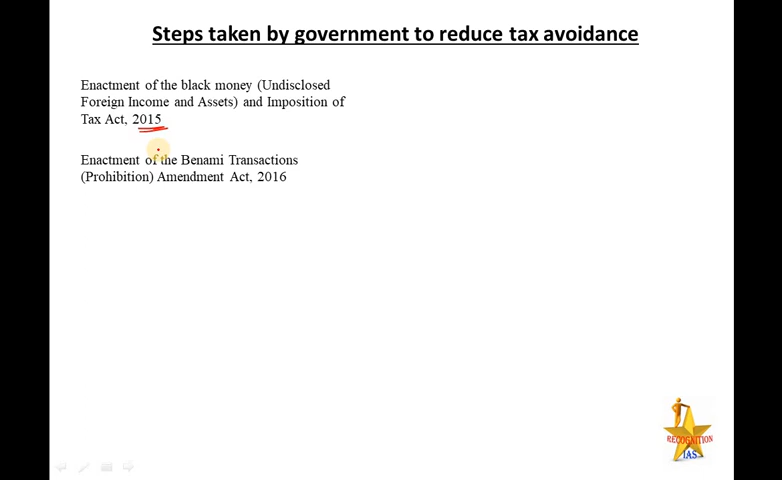 Steps taken by government to reduce tax avoidance
Enactment of the black money (Undisclosed
Foreign Income and Assets) and Imposition of
Tax Act, 2015
Enactment of the Benami Transactions
(Prohibition) Amendment Act, 2016
RECOGNITION
IAS